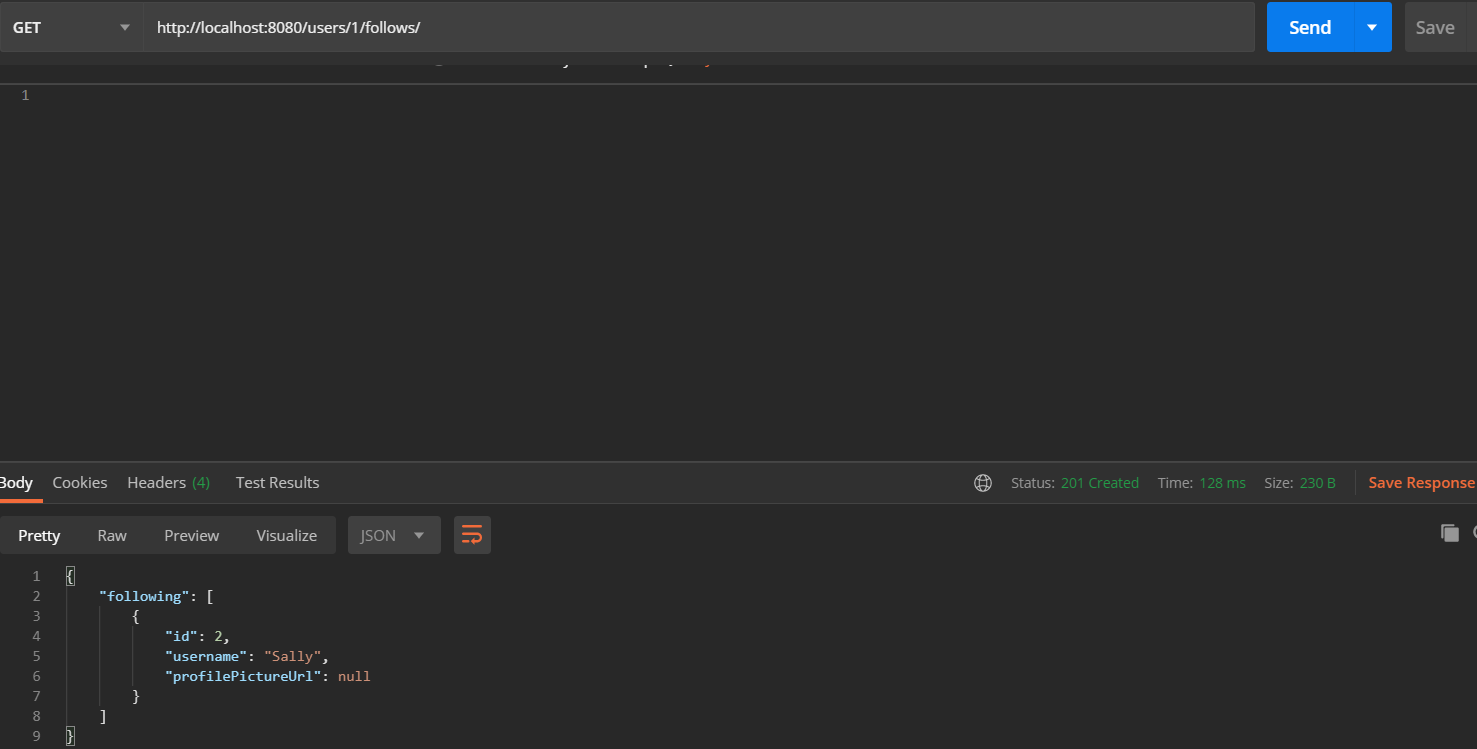 GET http://localhost:8080/users/1/follows/ Send Save
1
Body Cookies Headers (4) Test Results Status: 201 Created Time: 128 ms Size: 230 B Save Response
Pretty Raw Preview Visualize JSON
1 {
2 "following": [
3 {
4 "id": 2,
5 "username": "Sally",
6 "profilePictureUrl": null
7 }
8 ]
9 }